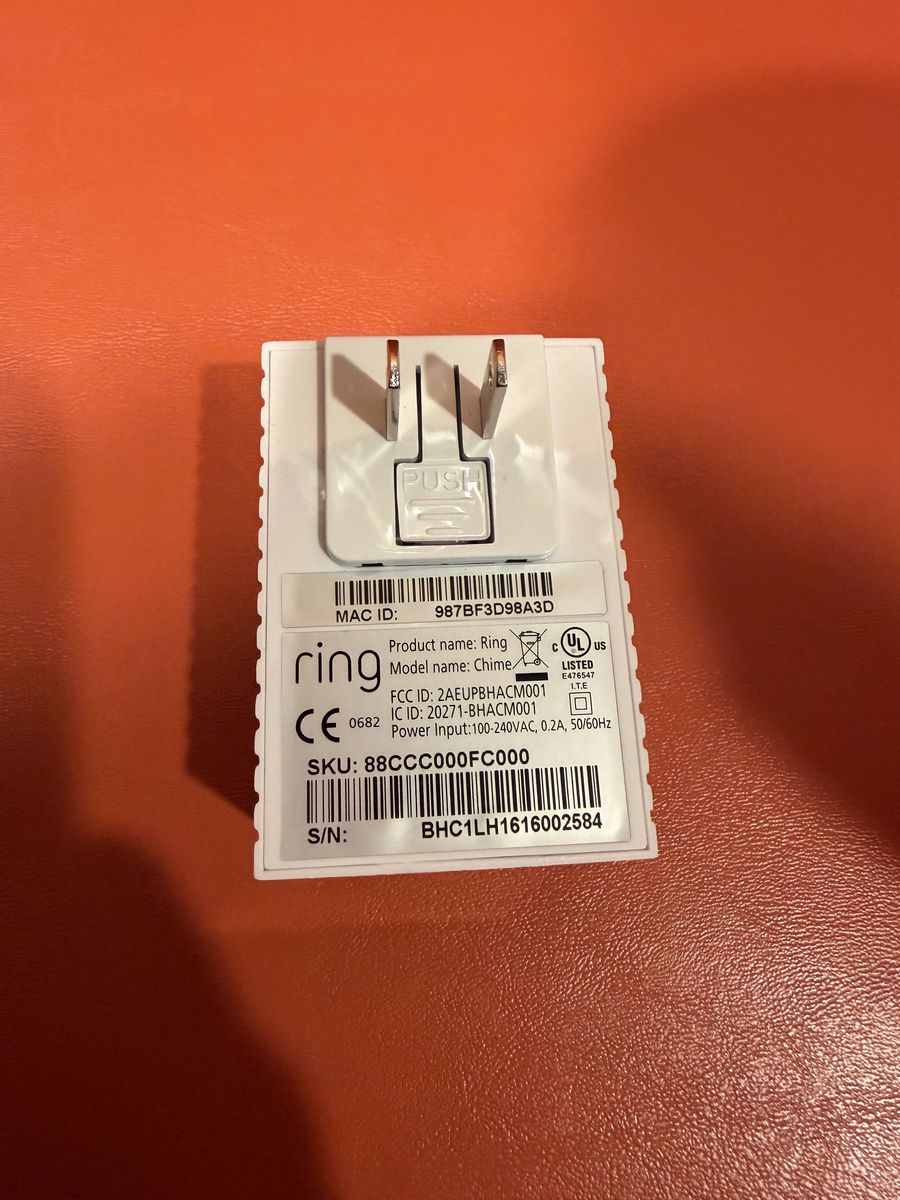 PUSH
MAC ID: 987BF3D98A3D
ring
Product name: Ring
Model name: Chime
C UL US
LISTED
E476547
I.T.E
FCC ID: 2AEUPBHACM001
IC ID: 20271-BHACM001
CE 0682
Power Input:100-240VAC, 0.2A, 50/60Hz
SKU: 88CCC000FC000
S/N: BHC1LH1616002584